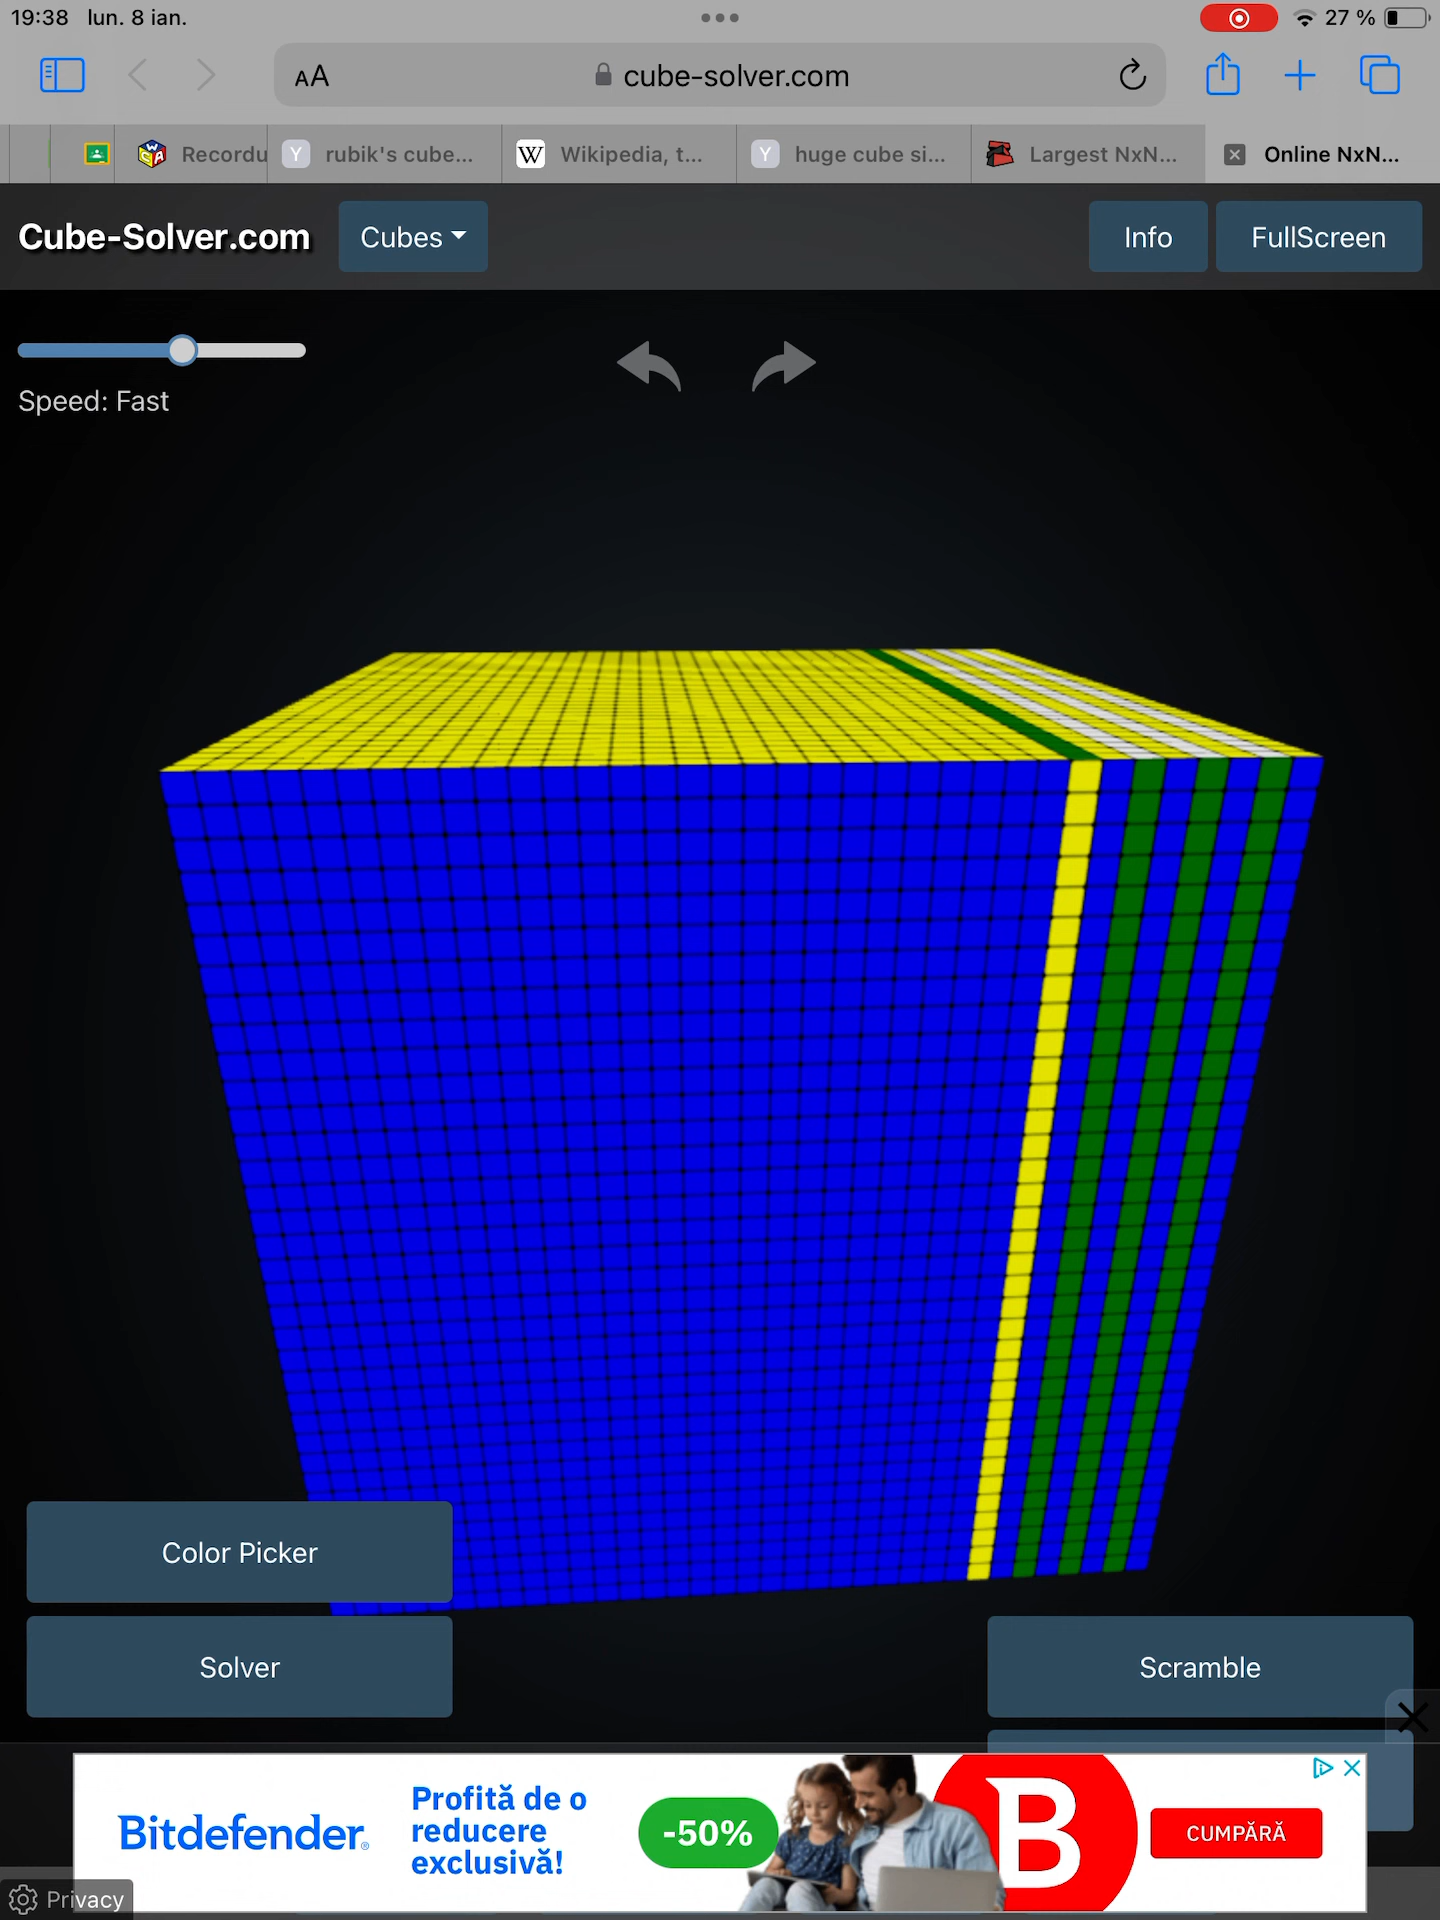 19:38 lun. 8 ian.
27 %
AA
cube-solver.com
Recordu
rubik's cube...
Wikipedia, t...
huge cube si...
Largest NxN...
Online NxN...
Cube-Solver.com
Cubes
Info
FullScreen
Speed: Fast
Color Picker
Solver
Scramble
Bitdefender
Profită de o
reducere
exclusivă!
-50%
B
CUMPĂRĂ
Privacy